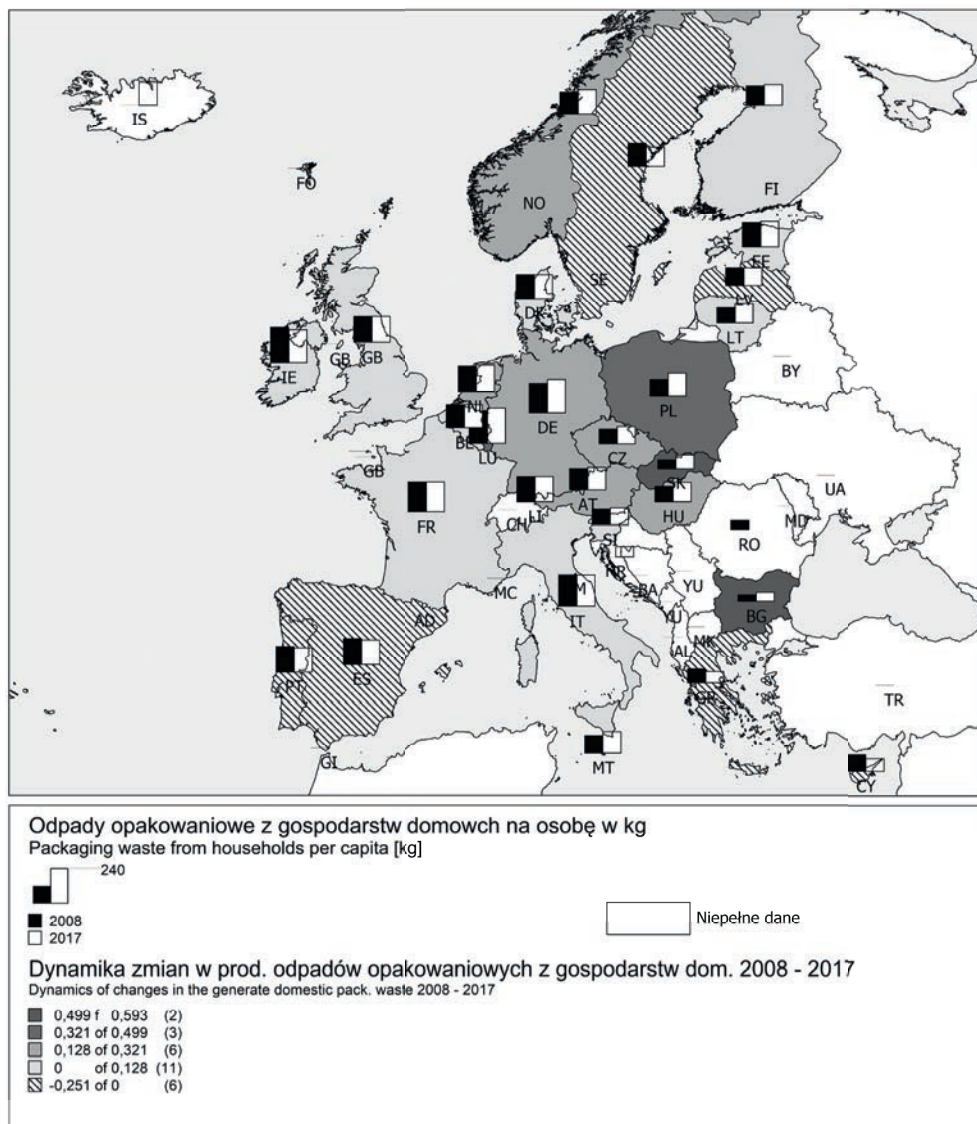 IS
FO
NO
FI
SE
EE
LV
LT
DK
IE
GB
GB
BY
NL
DE
PL
BE
LU
CZ
GB
SK
UA
FR
LI
AT
HU
CH
SI
MD
RO
HR
MC
M
BA
YU
BG
IT
YU
AD
MK
AL
PT
ES
GR
TR
GI
MT
CY
Odpady opakowaniowe z gospodarstw domowch na osobę w kg
Packaging waste from households per capita [kg]
240
2008
2017
Niepełne dane
Dynamika zmian w prod. odpadów opakowaniowych z gospodarstw dom. 2008 - 2017
Dynamics of changes in the generate domestic pack. waste 2008 - 2017
0,499 f 0,593 (2)
0,321 of 0,499 (3)
0,128 of 0,321 (6)
0 of 0,128 (11)
-0,251 of 0 (6)